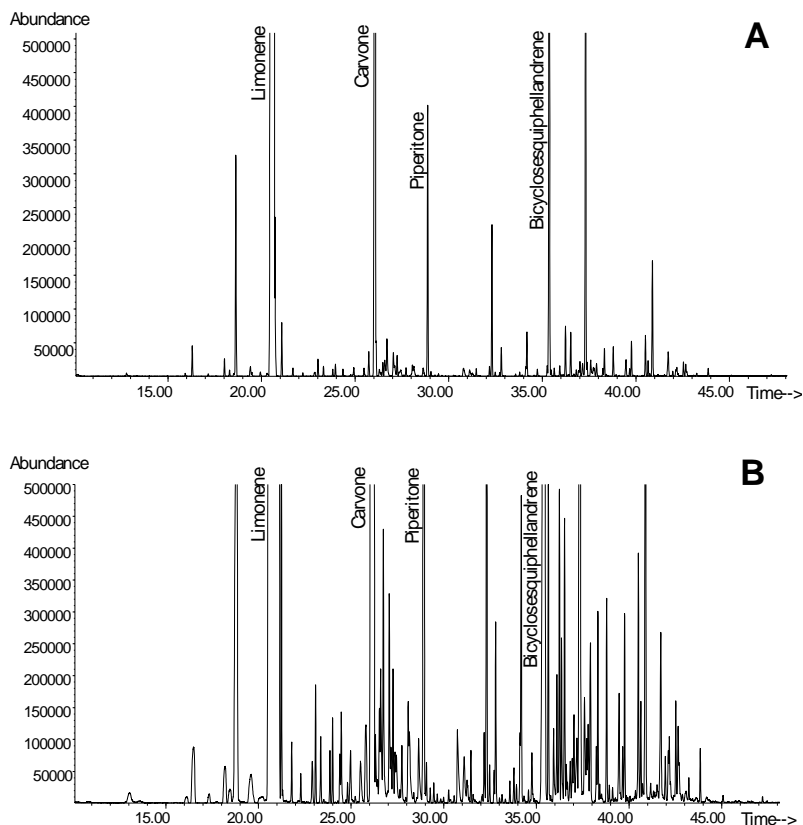 Abundance
A
500000
450000
400000
350000
300000
250000
200000
150000
100000
50000
Limonene
Carvone
Piperitone
Bicyclosesquiphellandrene
15.00 20.00 25.00 30.00 35.00 40.00 45.00
Time-->
Abundance
B
500000
450000
400000
350000
300000
250000
200000
150000
100000
50000
Limonene
Carvone
Piperitone
Bicyclosesquiphellandrene
15.00 20.00 25.00 30.00 35.00 40.00 45.00
Time-->